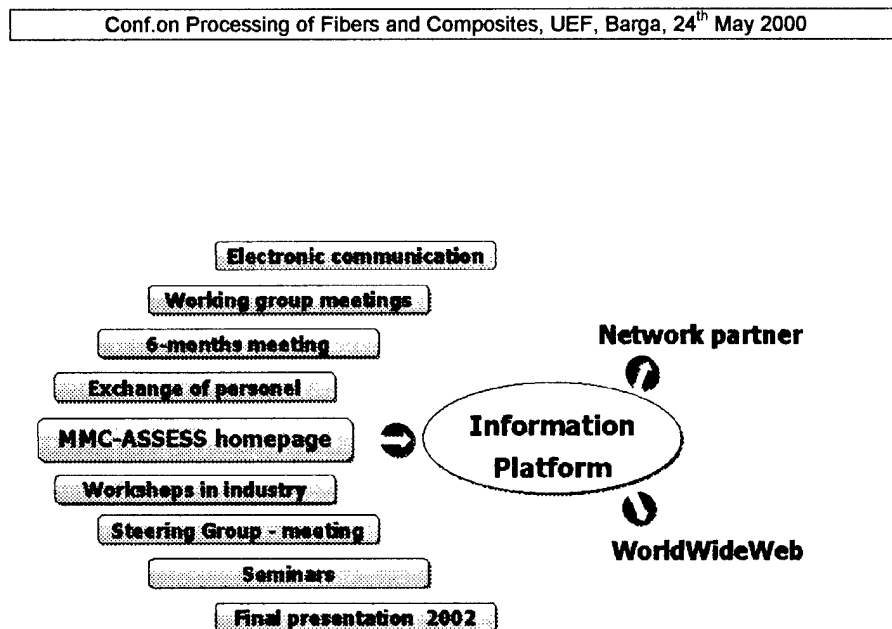 Conf.on Processing of Fibers and Composites, UEF, Barga, 24th May 2000
Electronic communication
Working group meetings
6-months meeting
Exchange of personel
MMC-ASSESS homepage
Workshops in industry
Steering Group - meeting
Seminars
Final presentation 2002
Information
Platform
Network partner
WorldWideWeb